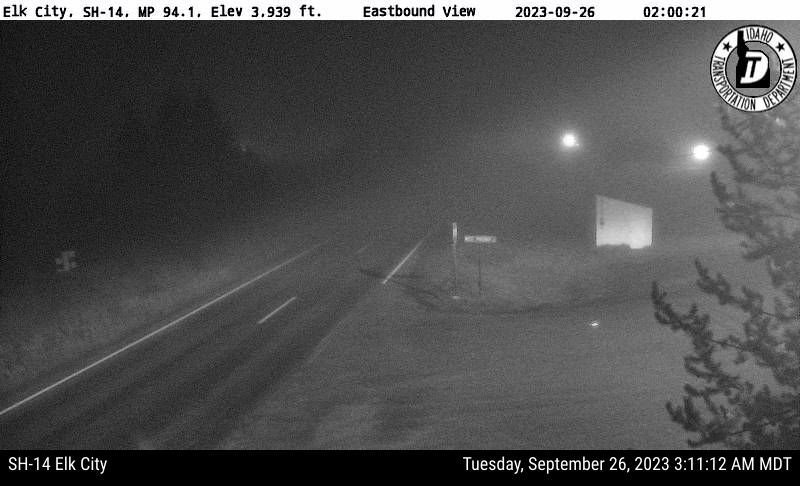 Elk City, SH-14, MP 94.1, Elev 3,939 ft. Eastbound View 2023-09-26 02:00:21
IDAHO
TRANSPORTATION DEPARTMENT
SH-14 Elk City
Tuesday, September 26, 2023 3:11:12 AM MDT